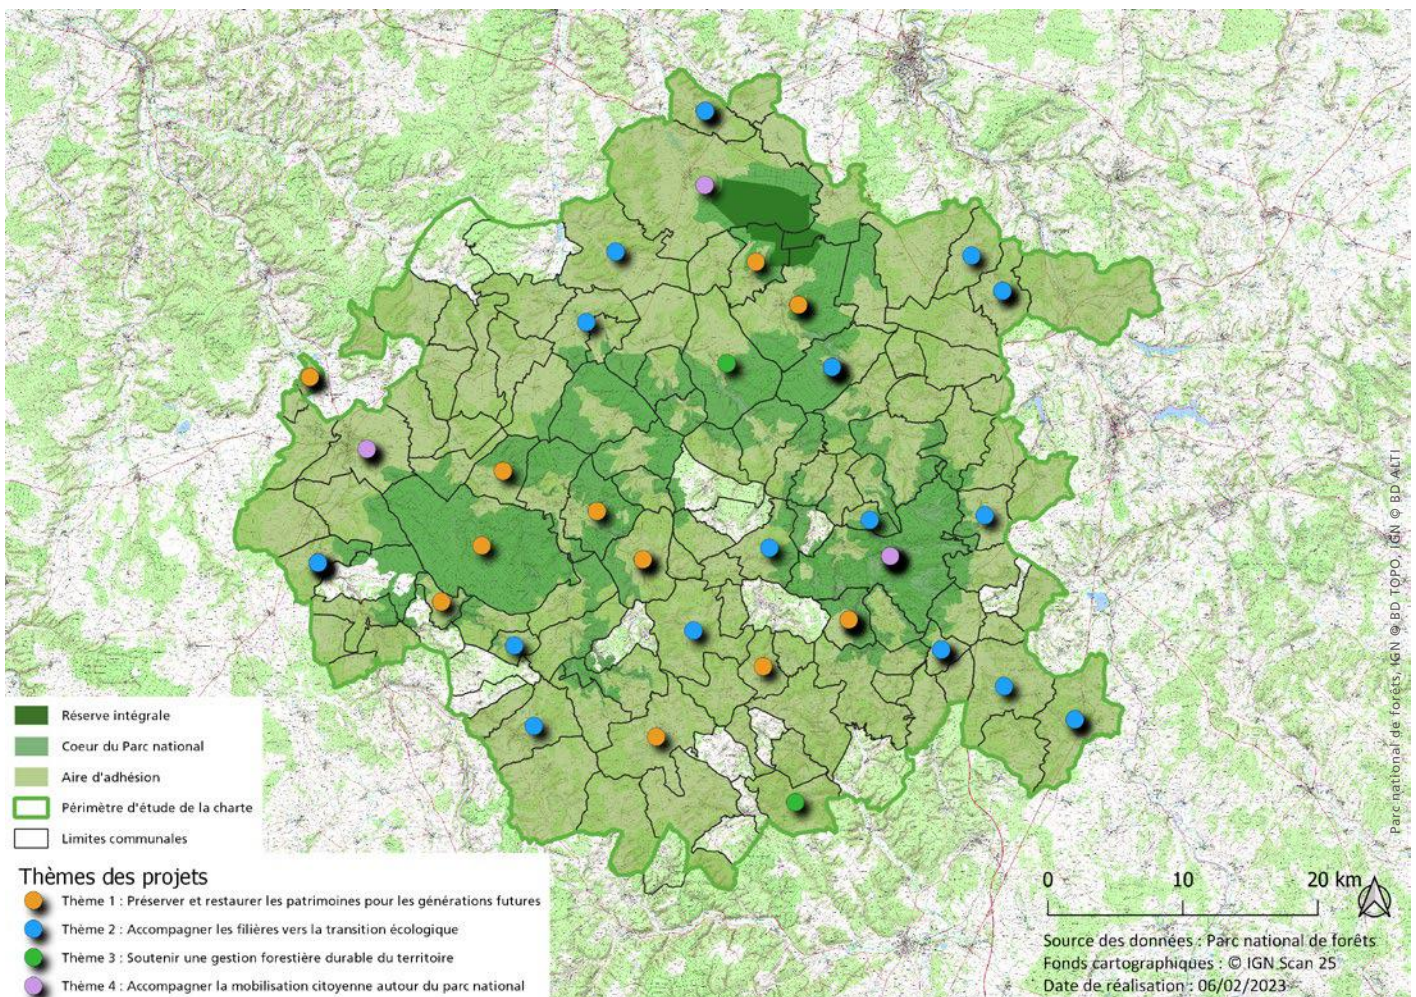 Réserve intégrale
Coeur du Parc national
Aire d'adhésion
Périmètre d'étude de la charte
Limites communales
Thèmes des projets
Thème 1 : Préserver et restaurer les patrimoines pour les générations futures
Thème 2 : Accompagner les filières vers la transition écologique
Thème 3 : Soutenir une gestion forestière durable du territoire
Thème 4 : Accompagner la mobilisation citoyenne autour du parc national
0 10 20 km
Source des données : Parc national de forêts
Fonds cartographiques : © IGN Scan 25
Date de réalisation : 06/02/2023
Parc national de forêts, IGN © BD TOPO, IGN © BD ALTI